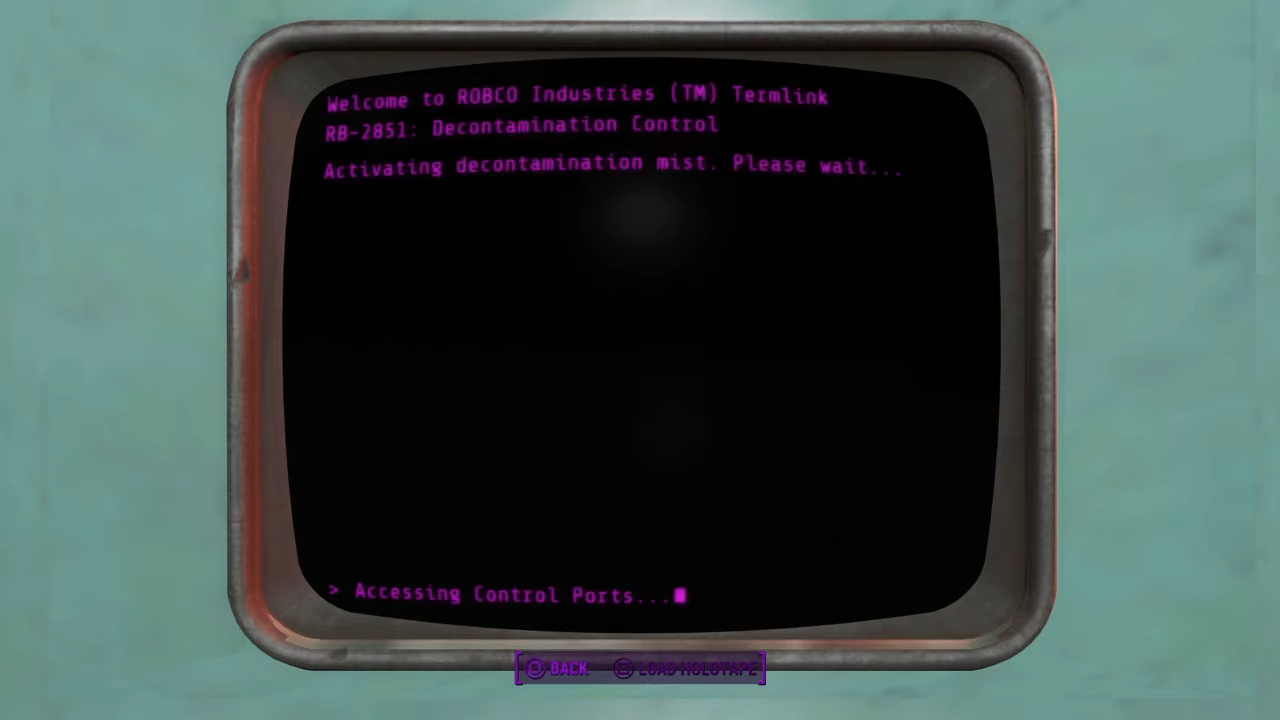 Welcome to ROBCO Industries (TM) Termlink
RB-2851: Decontamination Control
Activating decontamination mist. Please wait...
> Accessing Control Ports...
BACK LOAD HOLOTAPE